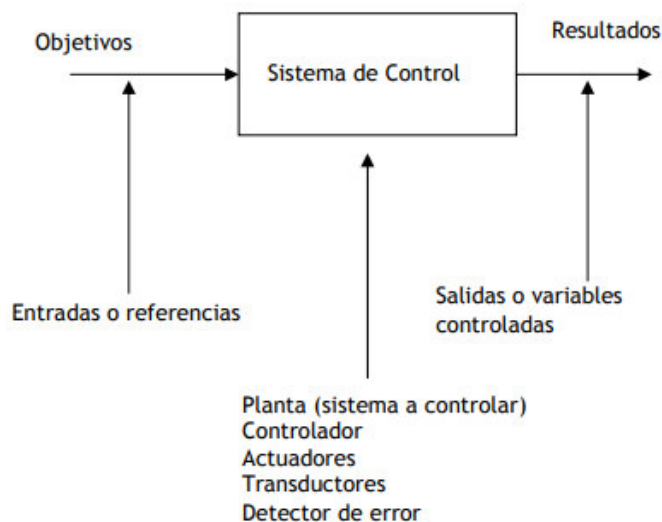 Objetivos
Resultados
Sistema de Control
Entradas o referencias
Salidas o variables
controladas
Planta (sistema a controlar)
Controlador
Actuadores
Transductores
Detector de error